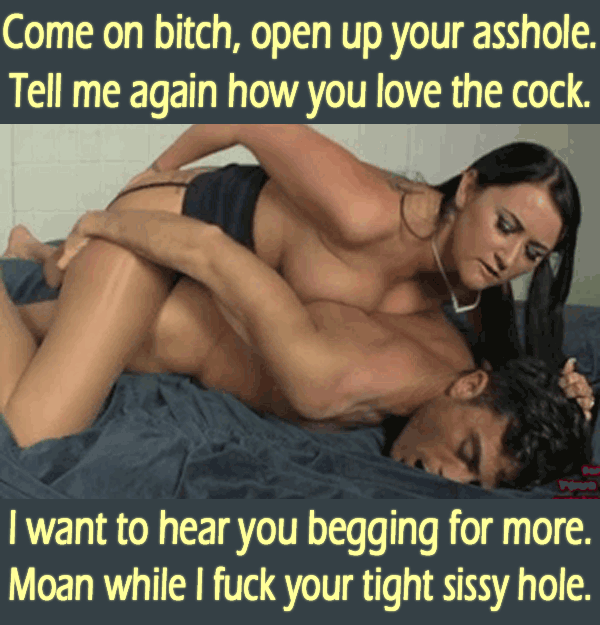 Come on bitch, open up your asshole.
Tell me again how you love the cock.
I want to hear you begging for more.
Moan while I fuck your tight sissy hole.